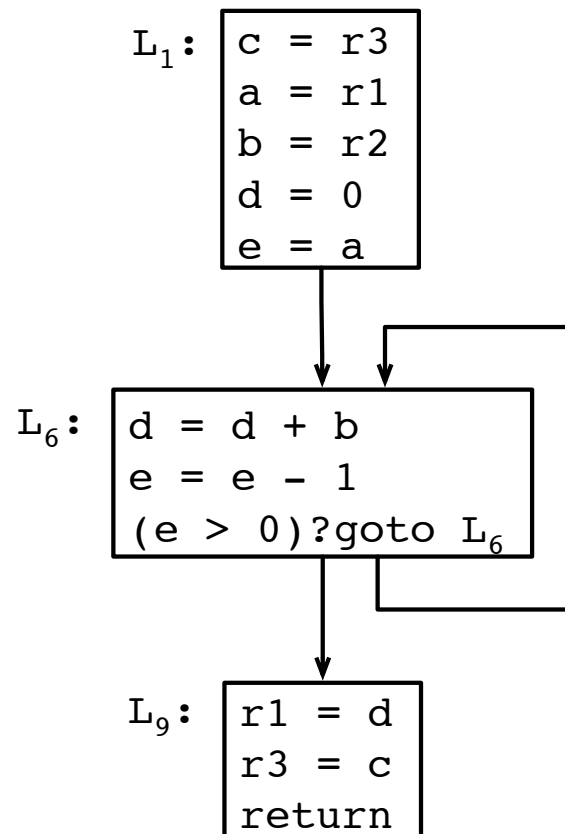 L₁: c = r3
a = r1
b = r2
d = 0
e = a
L₆: d = d + b
e = e - 1
(e > 0)?goto L₆
L₉: r1 = d
r3 = c
return